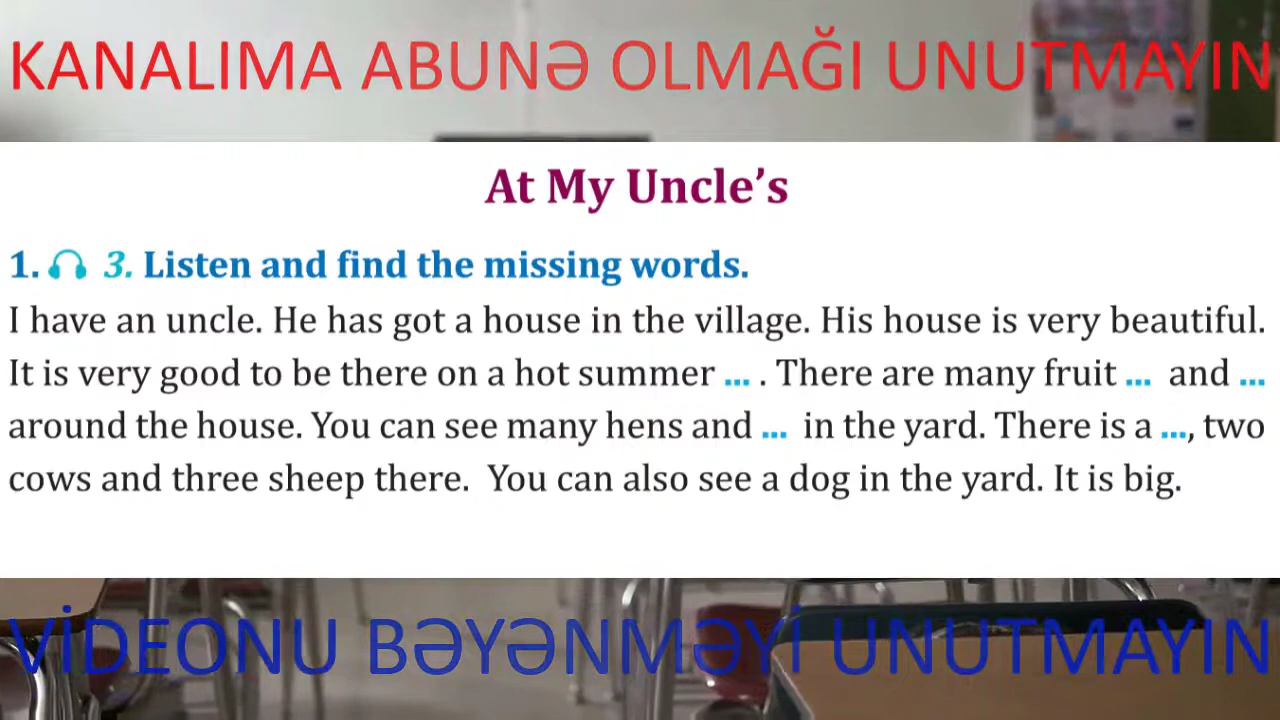 KANALIMA ABUNƏ OLMAĞI UNUTMAYIN
At My Uncle’s
1. 3. Listen and find the missing words.
I have an uncle. He has got a house in the village. His house is very beautiful.
It is very good to be there on a hot summer ... . There are many fruit ... and ...
around the house. You can see many hens and ... in the yard. There is a ..., two
cows and three sheep there. You can also see a dog in the yard. It is big.
VİDEONU BƏYƏNMƏYİ UNUTMAYIN